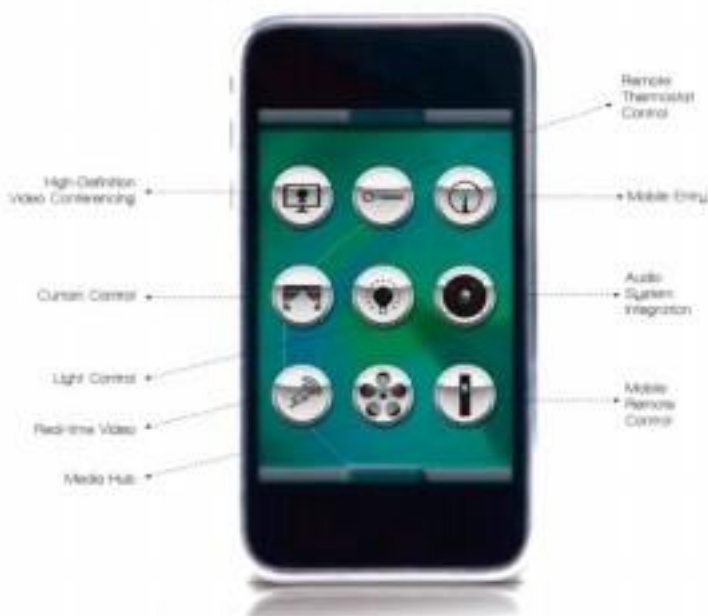 Remote
Thermostat
Control
High-Definition
Video Conferencing
Mobile Entry
Curtain Control
Audio
System
Integration
Light Control
Real-time Video
Media Hub
Mobile
Remote
Control